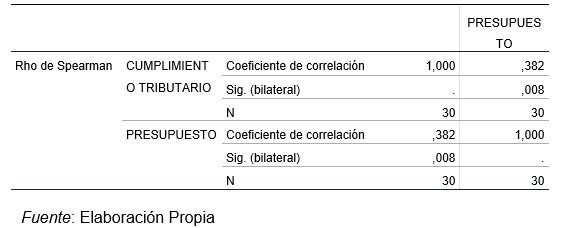 PRESUPUES
TO
Rho de Spearman CUMPLIMIENT Coeficiente de correlación 1,000 ,382
O TRIBUTARIO Sig. (bilateral) . ,008
N 30 30
PRESUPUESTO Coeficiente de correlación ,382 1,000
Sig. (bilateral) ,008 .
N 30 30
Fuente: Elaboración Propia